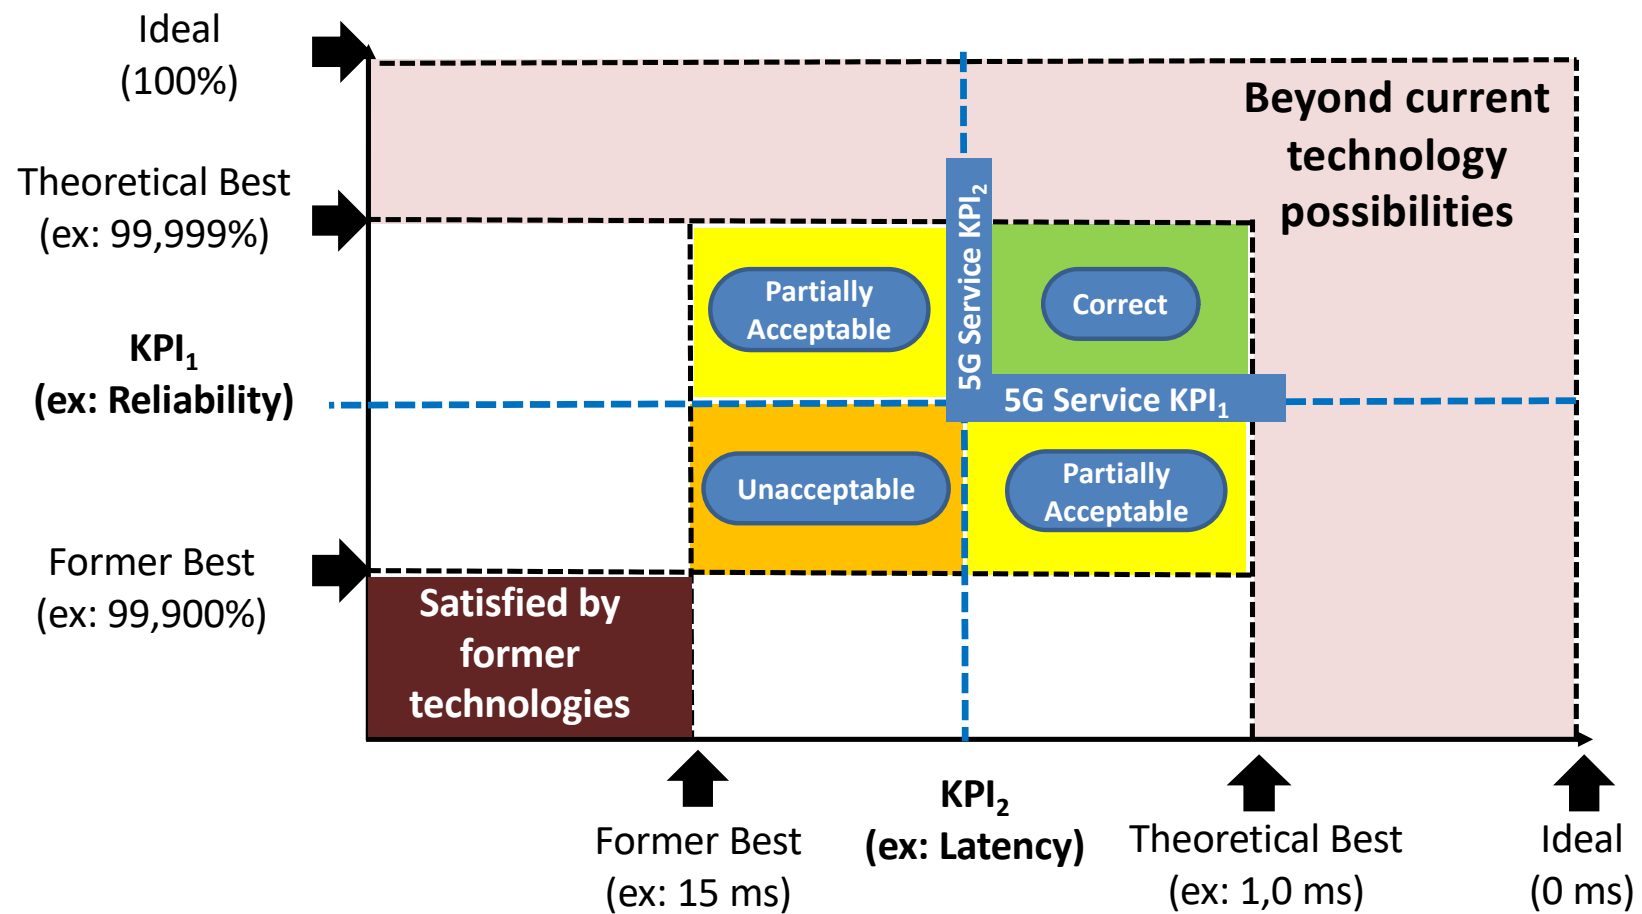 Ideal
(100%)
Beyond current
technology
possibilities
Theoretical Best
(ex: 99,999%)
5G Service KPI2
Partially
Acceptable
Correct
KPI1
(ex: Reliability)
5G Service KPI1
Unacceptable
Partially
Acceptable
Former Best
(ex: 99,900%)
Satisfied by
former
technologies
KPI2
(ex: Latency)
Former Best
(ex: 15 ms)
Theoretical Best
(ex: 1,0 ms)
Ideal
(0 ms)